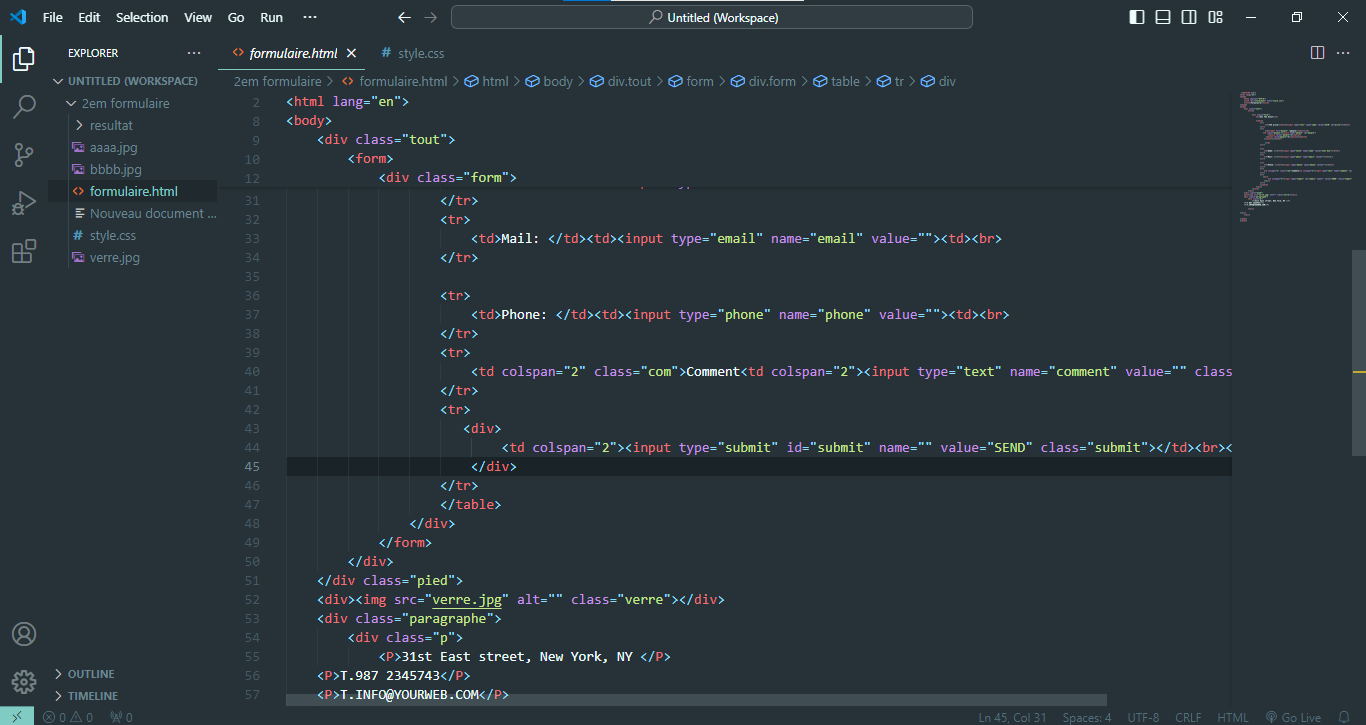 File Edit Selection View Go Run ··· Untitled (Workspace)
EXPLORER ··· formulaire.html style.css
UNTITLED (WORKSPACE) 2em formulaire > formulaire.html > html > body > div.tout > form > div.form > table > tr > div
2em formulaire
resultat
aaaa.jpg
bbbb.jpg
formulaire.html
Nouveau document ...
style.css
verre.jpg
OUTLINE
TIMELINE
2 <html lang="en">
8 <body>
9 <div class="tout">
10 <form>
12 <div class="form">
31 </tr>
32 <tr>
33 <td>Mail: </td><td><input type="email" name="email" value=""><td><br>
34 </tr>
35
36 <tr>
37 <td>Phone: </td><td><input type="phone" name="phone" value=""><td><br>
38 </tr>
39 <tr>
40 <td colspan="2" class="com">Comment<td colspan="2"><input type="text" name="comment" value="" class
41 </tr>
42 <tr>
43 <div>
44 <td colspan="2"><input type="submit" id="submit" name="" value="SEND" class="submit"></td><br><
45 </div>
46 </tr>
47 </table>
48 </div>
49 </form>
50 </div>
51 </div class="pied">
52 <div><img src="verre.jpg" alt="" class="verre"></div>
53 <div class="paragraphe">
54 <div class="p">
55 <P>31st East street, New York, NY </P>
56 <P>T.987 2345743</P>
57 <P>T.INFO@YOURWEB.COM</P>
0 0 0 Ln 45, Col 31 Spaces: 4 UTF-8 CRLF HTML Go Live